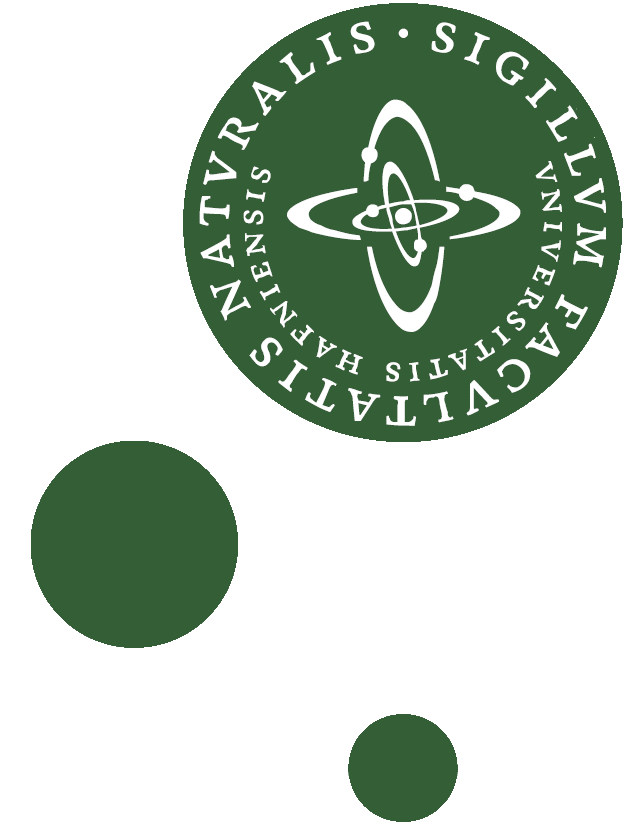 SIGILLVM FACVLTATIS NATVRALIS •
VNIVERSITATIS HAFNIENSIS